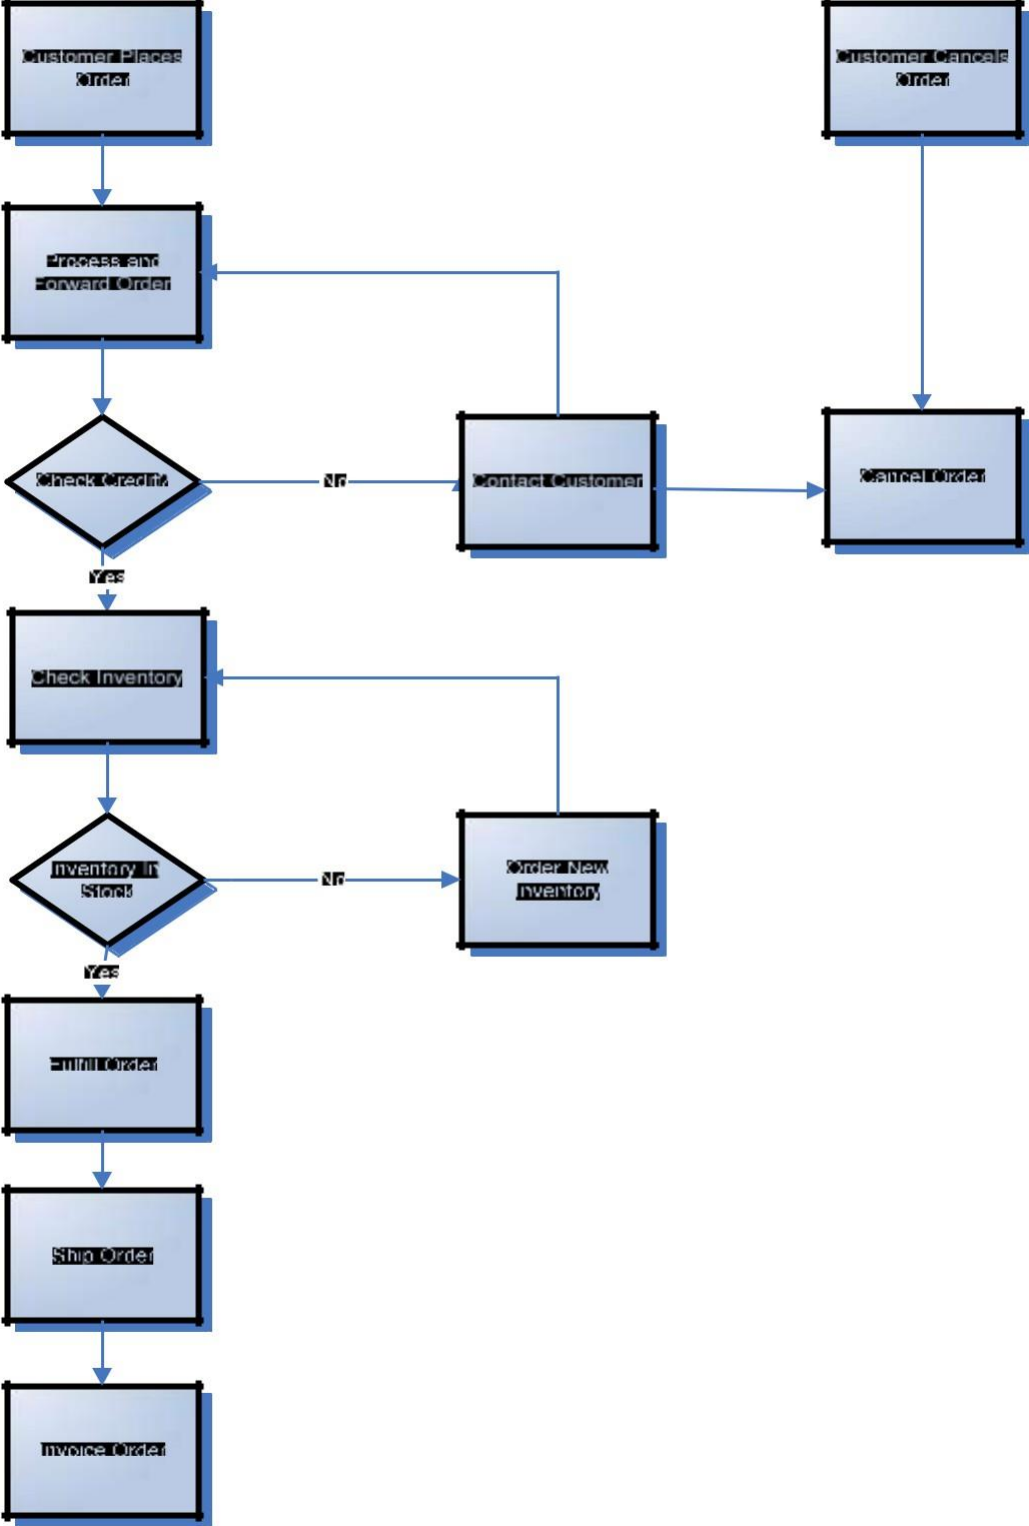 Customer Places
Order
Customer Cancels
Order
Process and
Forward Order
Check Credit?
No
Contact Customer
Cancel Order
Yes
Check Inventory
Inventory In
Stock
No
Order New
Inventory
Yes
Fulfill Order
Ship Order
Invoice Order